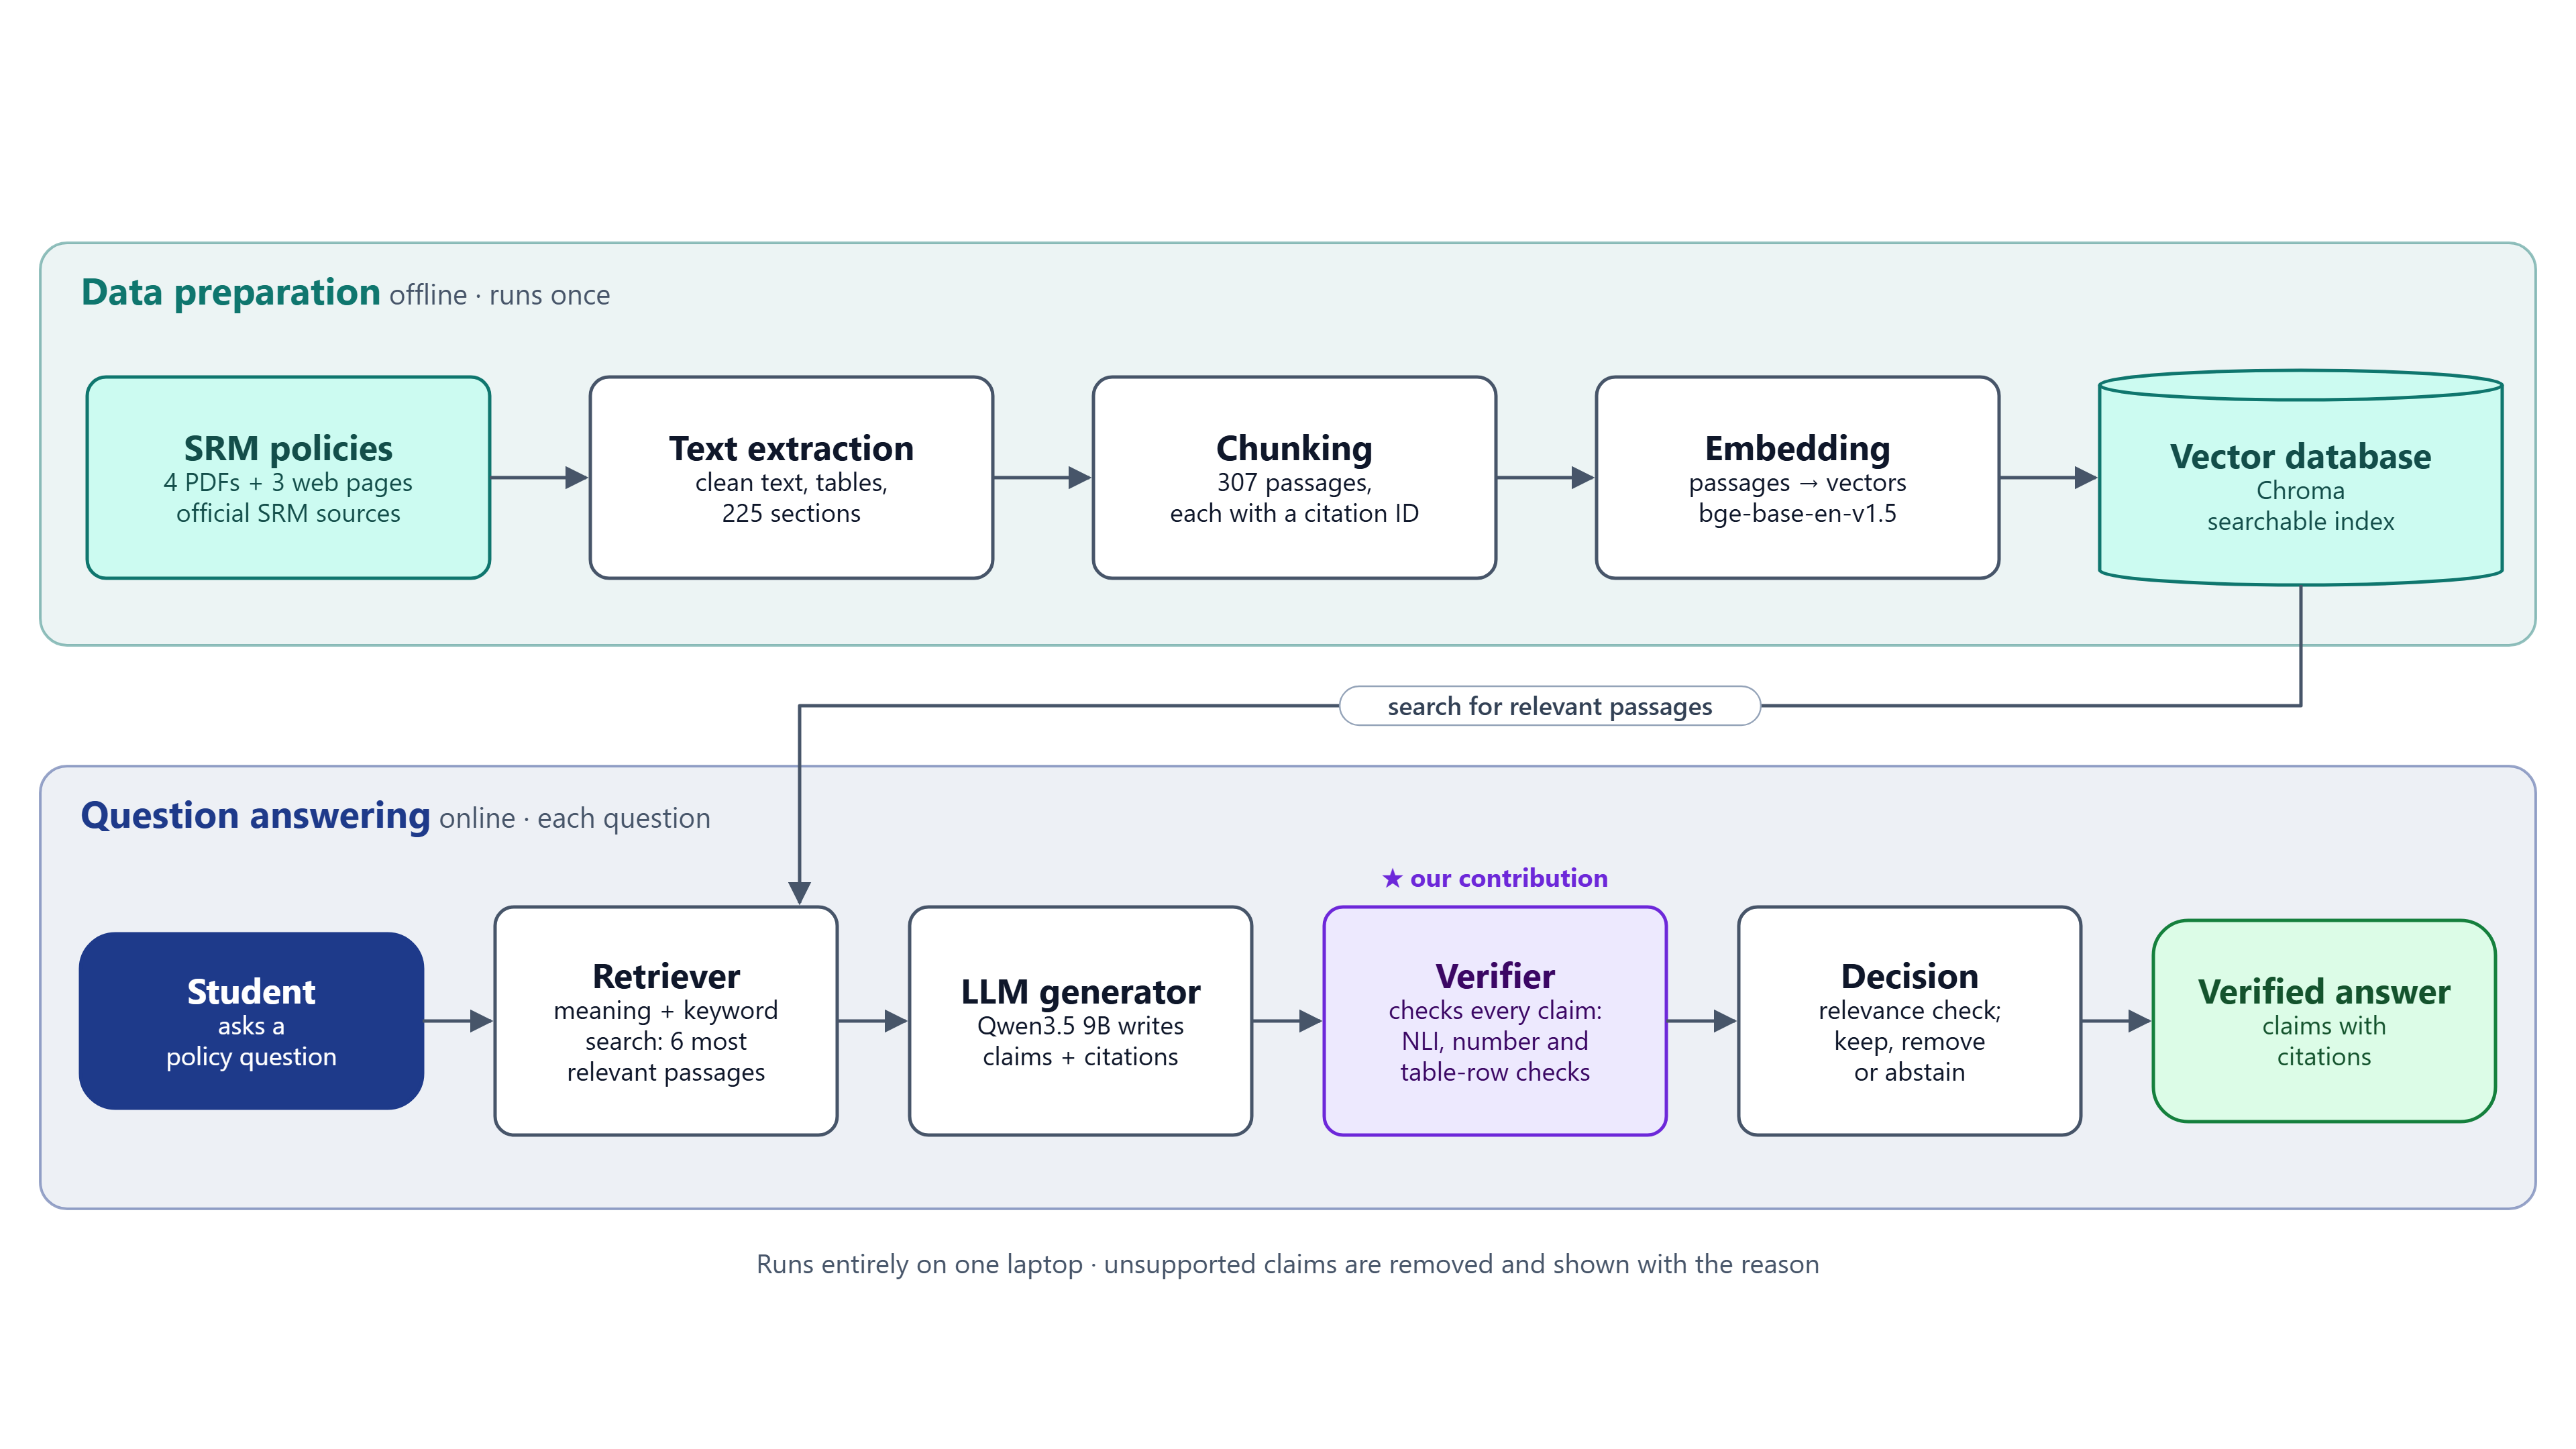 Data preparation offline · runs once
SRM policies
4 PDFs + 3 web pages
official SRM sources
Text extraction
clean text, tables,
225 sections
Chunking
307 passages,
each with a citation ID
Embedding
passages → vectors
bge-base-en-v1.5
Vector database
Chroma
searchable index
search for relevant passages
Question answering online · each question
Student
asks a
policy question
Retriever
meaning + keyword
search: 6 most
relevant passages
LLM generator
Qwen3.5 9B writes
claims + citations
★ our contribution
Verifier
checks every claim:
NLI, number and
table-row checks
Decision
relevance check;
keep, remove
or abstain
Verified answer
claims with
citations
Runs entirely on one laptop · unsupported claims are removed and shown with the reason